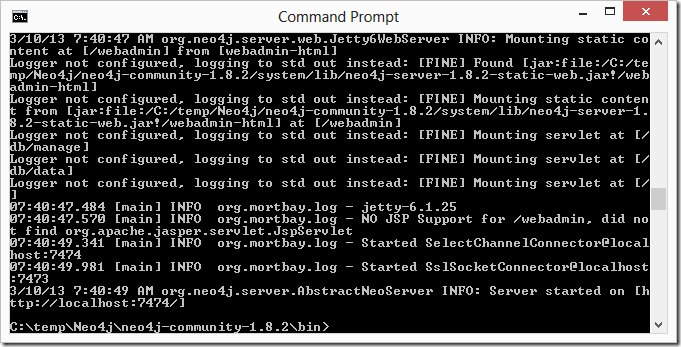 Command Prompt
C:\.
3/10/13 7:40:47 AM org.neo4j.server.web.Jetty6WebServer INFO: Mounting static co
ntent at [/webadmin] from [webadmin-html]
Logger not configured, logging to std out instead: [FINE] Found [jar:file:/C:/te
mp/Neo4j/neo4j-community-1.8.2/system/lib/neo4j-server-1.8.2-static-web.jar!/web
admin-html]
Logger not configured, logging to std out instead: [FINE] Mounting static conten
t from [jar:file:/C:/temp/Neo4j/neo4j-community-1.8.2/system/lib/neo4j-server-1.
8.2-static-web.jar!/webadmin-html] at [/webadmin]
Logger not configured, logging to std out instead: [FINE] Mounting servlet at [/
db/manage]
Logger not configured, logging to std out instead: [FINE] Mounting servlet at [/
db/data]
Logger not configured, logging to std out instead: [FINE] Mounting servlet at [/
]
07:40:47.484 [main] INFO  org.mortbay.log - jetty-6.1.25
07:40:47.570 [main] INFO  org.mortbay.log - NO JSP Support for /webadmin, did no
t find org.apache.jasper.servlet.JspServlet
07:40:49.341 [main] INFO  org.mortbay.log - Started SelectChannelConnector@local
host:7474
07:40:49.981 [main] INFO  org.mortbay.log - Started SslSocketConnector@localhost
:7473
3/10/13 7:40:49 AM org.neo4j.server.AbstractNeoServer INFO: Server started on [h
ttp://localhost:7474/]
C:\temp\Neo4j\neo4j-community-1.8.2\bin>